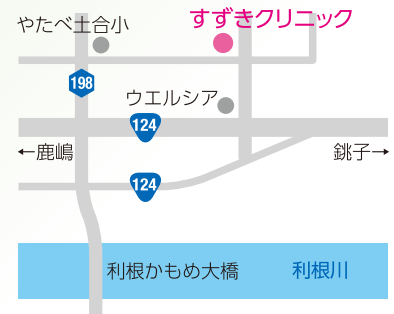 すずきクリニック
やたべ土合小
198
ウエルシア
124
←鹿嶋
銚子→
124
利根かもめ大橋
利根川